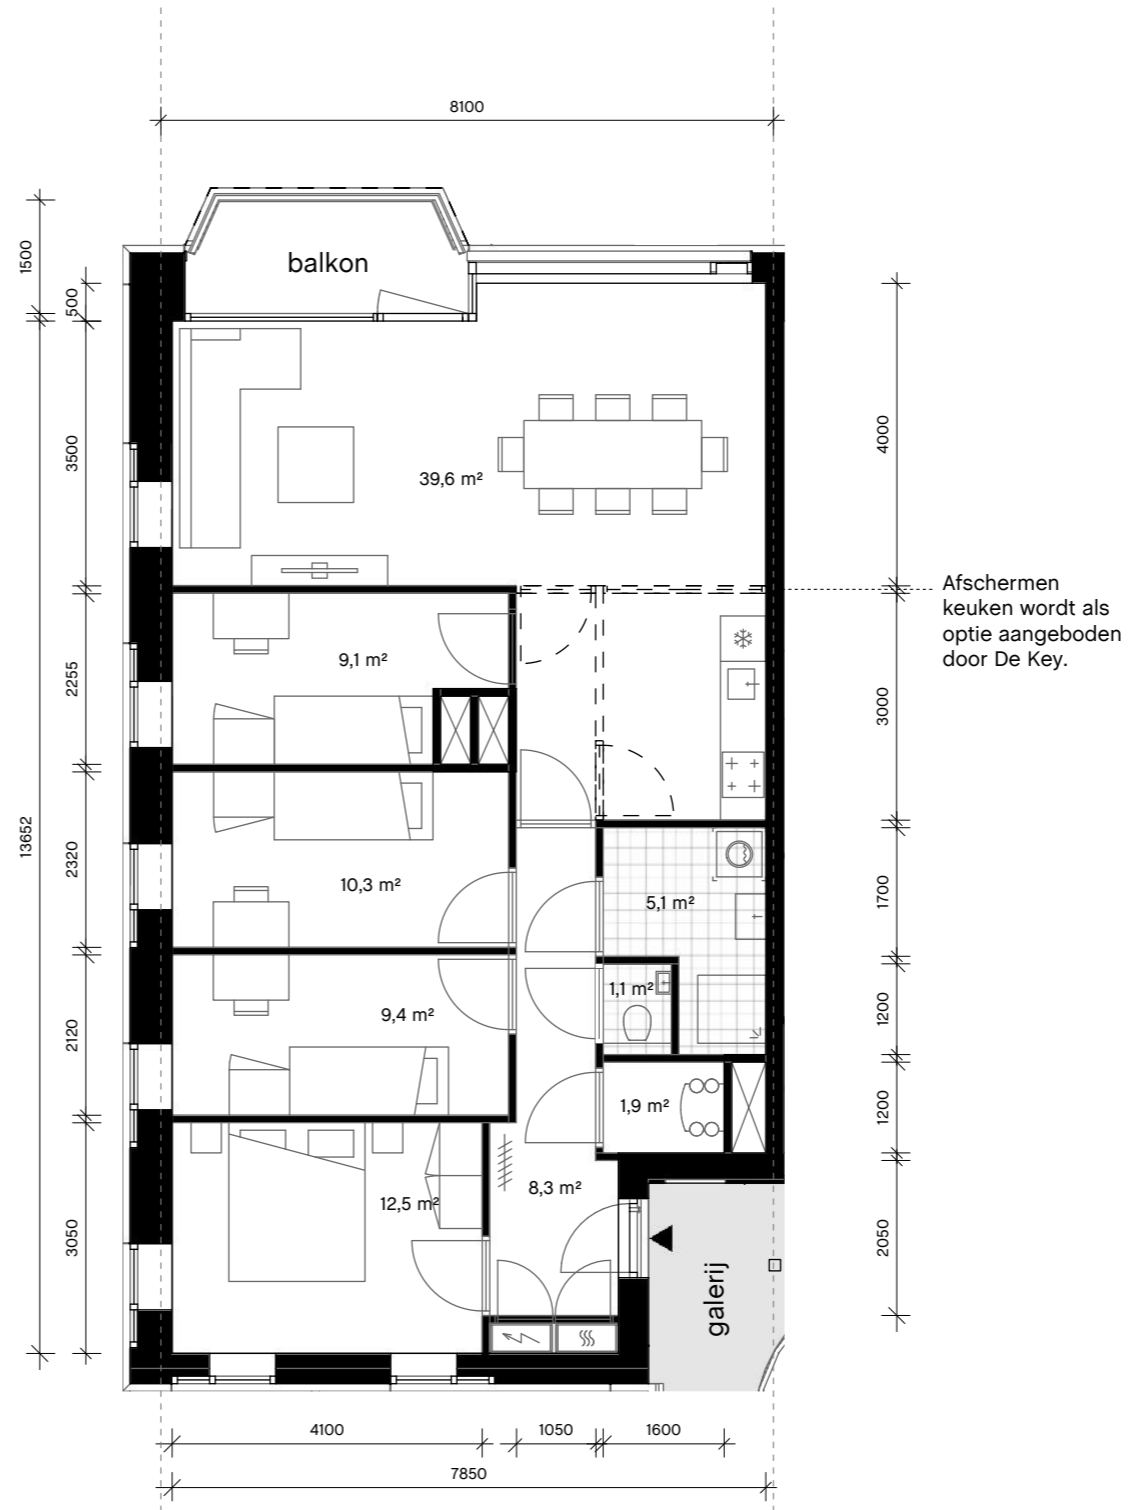 8100
balkon
1500
500
39,6 m²
3500
4000
Afschermen
keuken wordt als
optie aangeboden
door De Key.
9,1 m²
2255
3000
13652
2320
10,3 m²
5,1 m²
1700
1,1 m²
9,4 m²
2120
1200
1,9 m²
1200
12,5 m²
8,3 m²
3050
2050
galerij
4100
1050
1600
7850